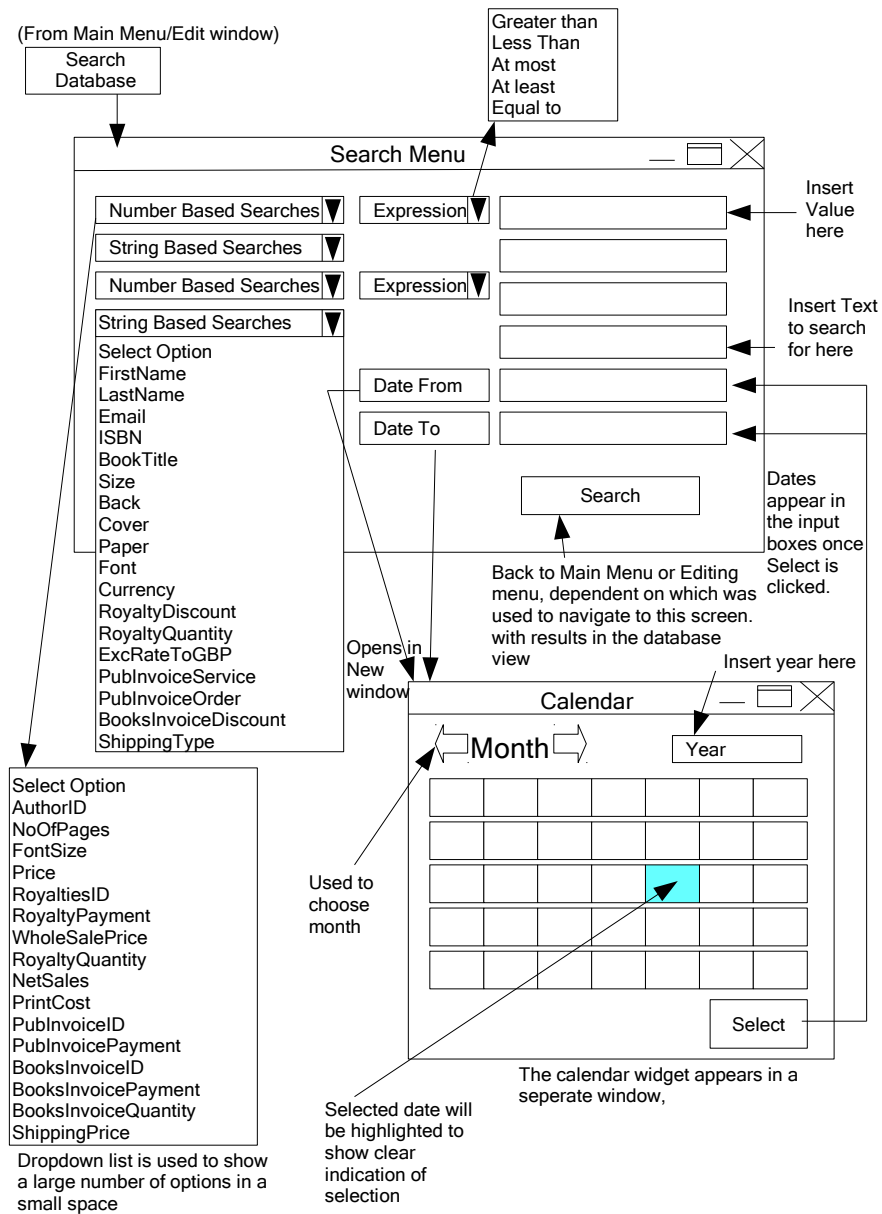 (From Main Menu/Edit window)
Search
Database
Greater than
Less Than
At most
At least
Equal to
Search Menu
Number Based Searches
Expression
String Based Searches
Number Based Searches
Expression
String Based Searches
Select Option
FirstName
LastName
Email
ISBN
BookTitle
Size
Back
Cover
Paper
Font
Currency
RoyaltyDiscount
RoyaltyQuantity
ExcRateToGBP
PubInvoiceService
PubInvoiceOrder
BooksInvoiceDiscount
ShippingType
Insert
Value
here
Insert Text
to search
for here
Date From
Date To
Search
Dates
appear in
the input
boxes once
Select is
clicked.
Back to Main Menu or Editing
menu, dependent on which was
used to navigate to this screen.
with results in the database
view
Opens in
New
window
Insert year here
Calendar
Month
Year
Select
Used to
choose
month
The calendar widget appears in a
seperate window,
Selected date will
be highlighted to
show clear
indication of
selection
Select Option
AuthorID
NoOfPages
FontSize
Price
RoyaltiesID
RoyaltyPayment
WholeSalePrice
RoyaltyQuantity
NetSales
PrintCost
PubInvoiceID
PubInvoicePayment
BooksInvoiceID
BooksInvoicePayment
BooksInvoiceQuantity
ShippingPrice
Dropdown list is used to show
a large number of options in a
small space